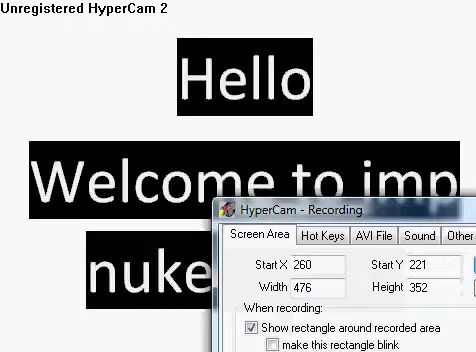 Unregistered HyperCam 2
Hello
Welcome to imp
nuke
HyperCam - Recording
Screen Area Hot Keys AVI File Sound Other
Start X 260 Start Y 221
Width 476 Height 352
When recording:
Show rectangle around recorded area
make this rectangle blink